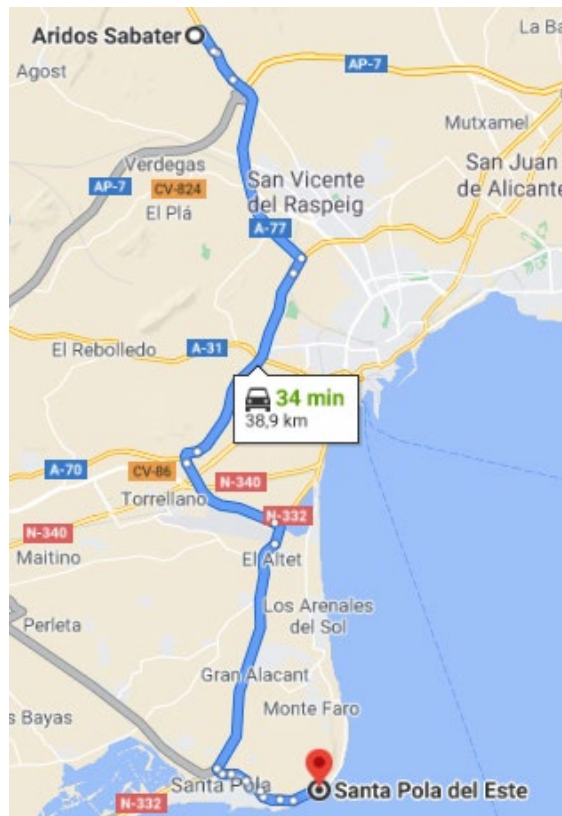 La Ba
Aridos Sabater
Agost
AP-7
Mutxamel
Verdegas
AP-7
CV-824
El Plá
San Vicente
del Raspeig
San Juan
de Alicante
A-77
El Rebolledo
A-31
34 min
38,9 km
A-70
CV-86
N-340
Torrellano
N-332
N-340
Maitino
El Altet
Los Arenales
del Sol
Perleta
Gran Alacant
s Bayas
Monte Faro
Santa Pola
Santa Pola del Este
N-332